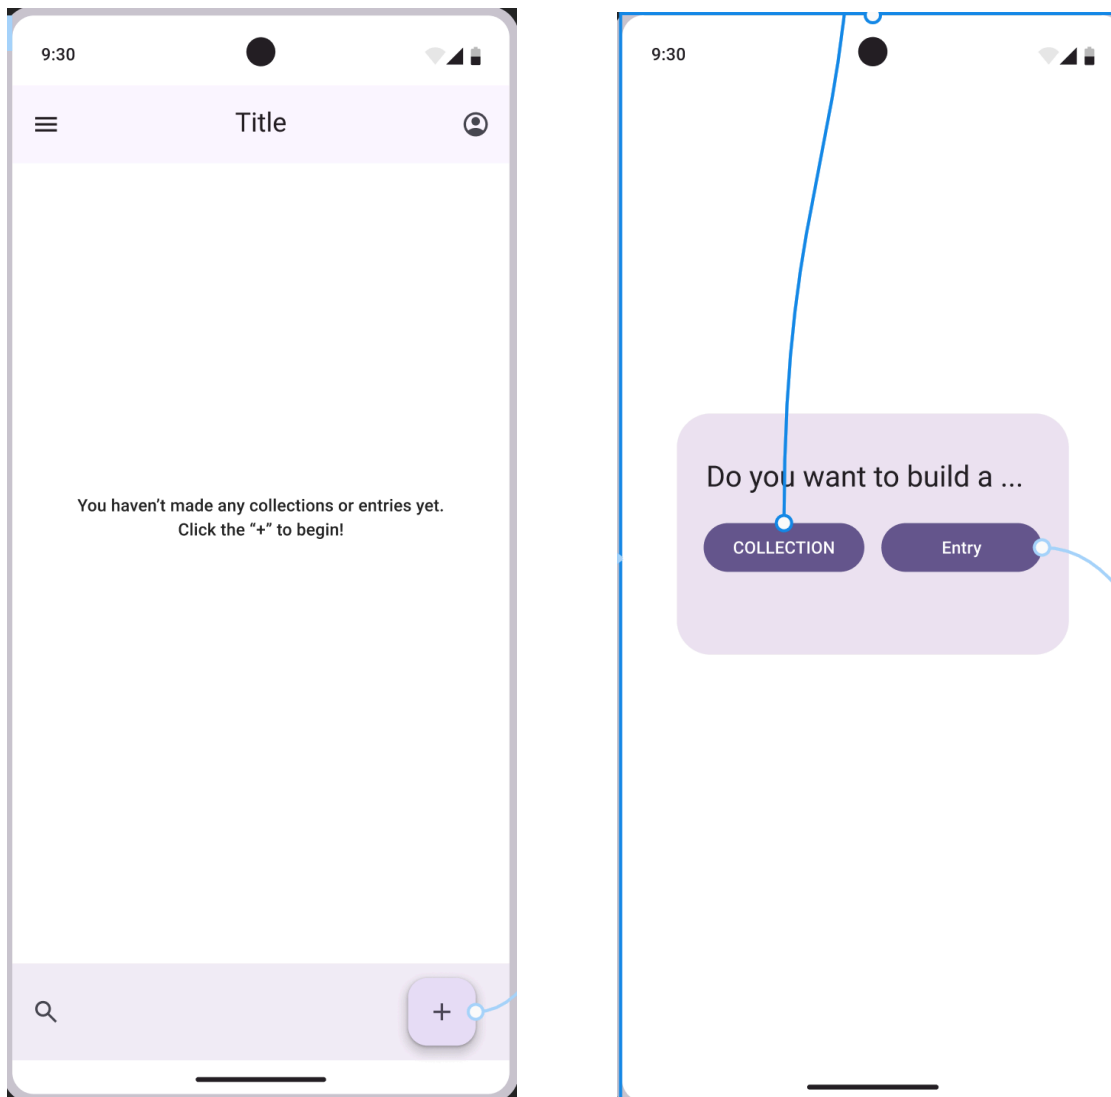 9:30
Title
You haven’t made any collections or entries yet.
Click the “+” to begin!
+
9:30
Do you want to build a ...
COLLECTION
Entry